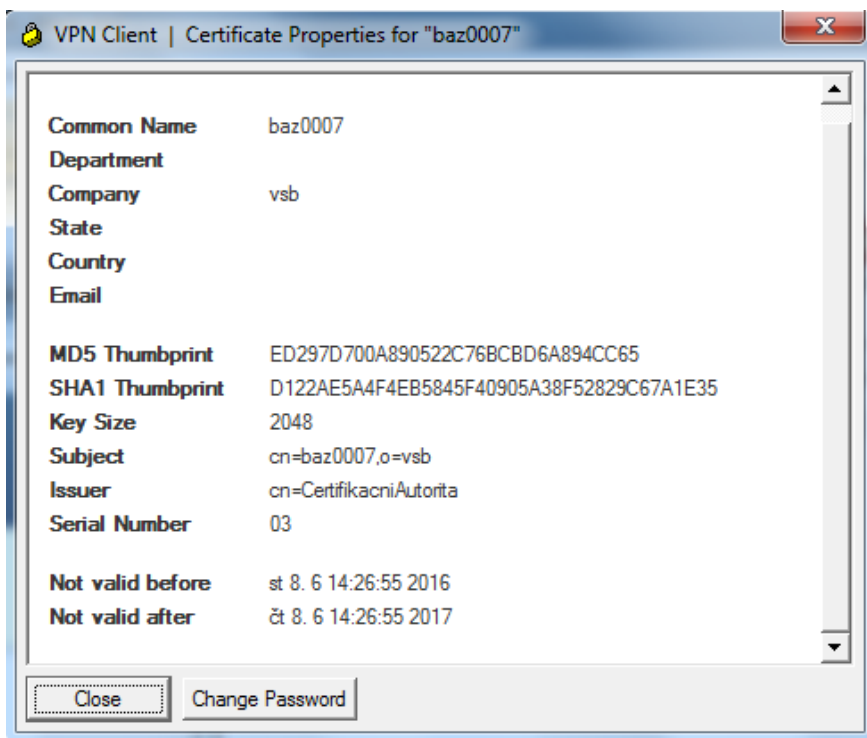 VPN Client | Certificate Properties for "baz0007"
Common Name baz0007
Department
Company vsb
State
Country
Email
MD5 Thumbprint ED297D700A890522C76BCBD6A894CC65
SHA1 Thumbprint D122AE5A4F4EB5845F40905A38F52829C67A1E35
Key Size 2048
Subject cn=baz0007,o=vsb
Issuer cn=CertifikacniAutorita
Serial Number 03
Not valid before st 8. 6 14:26:55 2016
Not valid after čt 8. 6 14:26:55 2017
Close Change Password